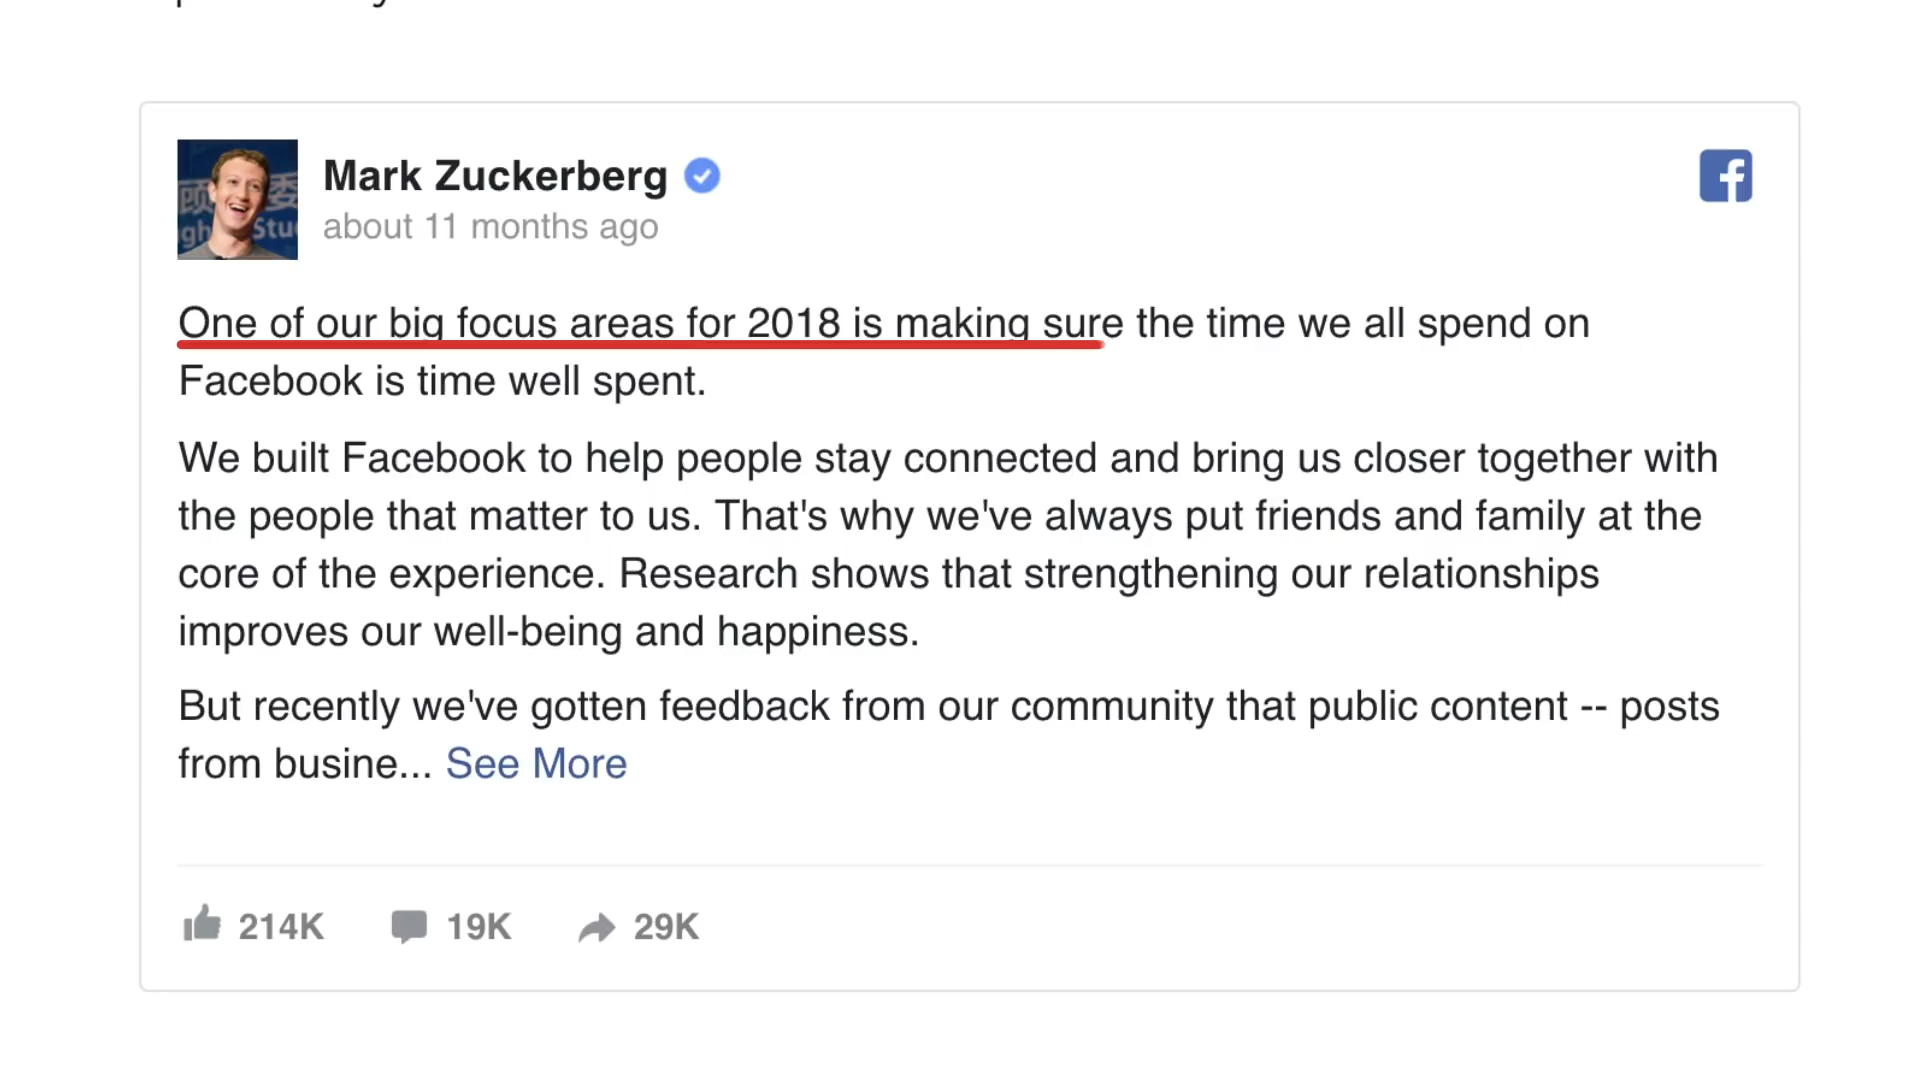 Mark Zuckerberg
about 11 months ago
One of our big focus areas for 2018 is making sure the time we all spend on
Facebook is time well spent.
We built Facebook to help people stay connected and bring us closer together with
the people that matter to us. That's why we've always put friends and family at the
core of the experience. Research shows that strengthening our relationships
improves our well-being and happiness.
But recently we've gotten feedback from our community that public content -- posts
from busine... See More
214K 19K 29K